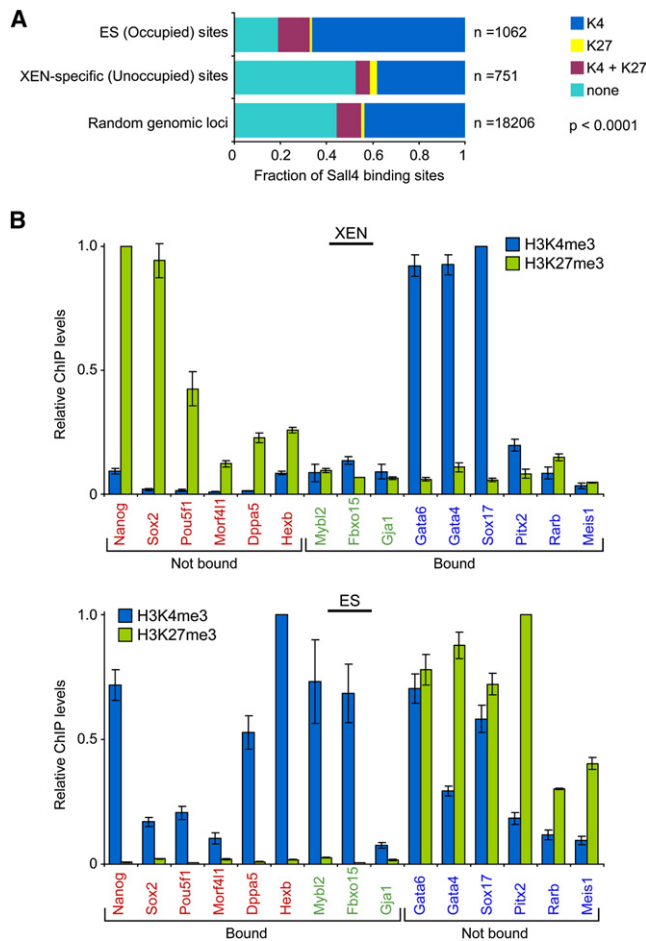 A
ES (Occupied) sites
n =1062
XEN-specific (Unoccupied) sites
n =751
Random genomic loci
n =18206
0 0.2 0.4 0.6 0.8 1
Fraction of Sall4 binding sites
K4
K27
K4 + K27
none
p < 0.0001
B
XEN
H3K4me3
H3K27me3
1.0
0.5
0
Relative ChIP levels
Nanog Sox2 Pou5f1 Morf4l1 Dppa5 Hexb Mybl2 Fbxo15 Gja1 Gata6 Gata4 Sox17 Pitx2 Rarb Meis1
Not bound Bound
ES
H3K4me3
H3K27me3
1.0
0.5
0
Relative ChIP levels
Nanog Sox2 Pou5f1 Morf4l1 Dppa5 Hexb Mybl2 Fbxo15 Gja1 Gata6 Gata4 Sox17 Pitx2 Rarb Meis1
Bound Not bound